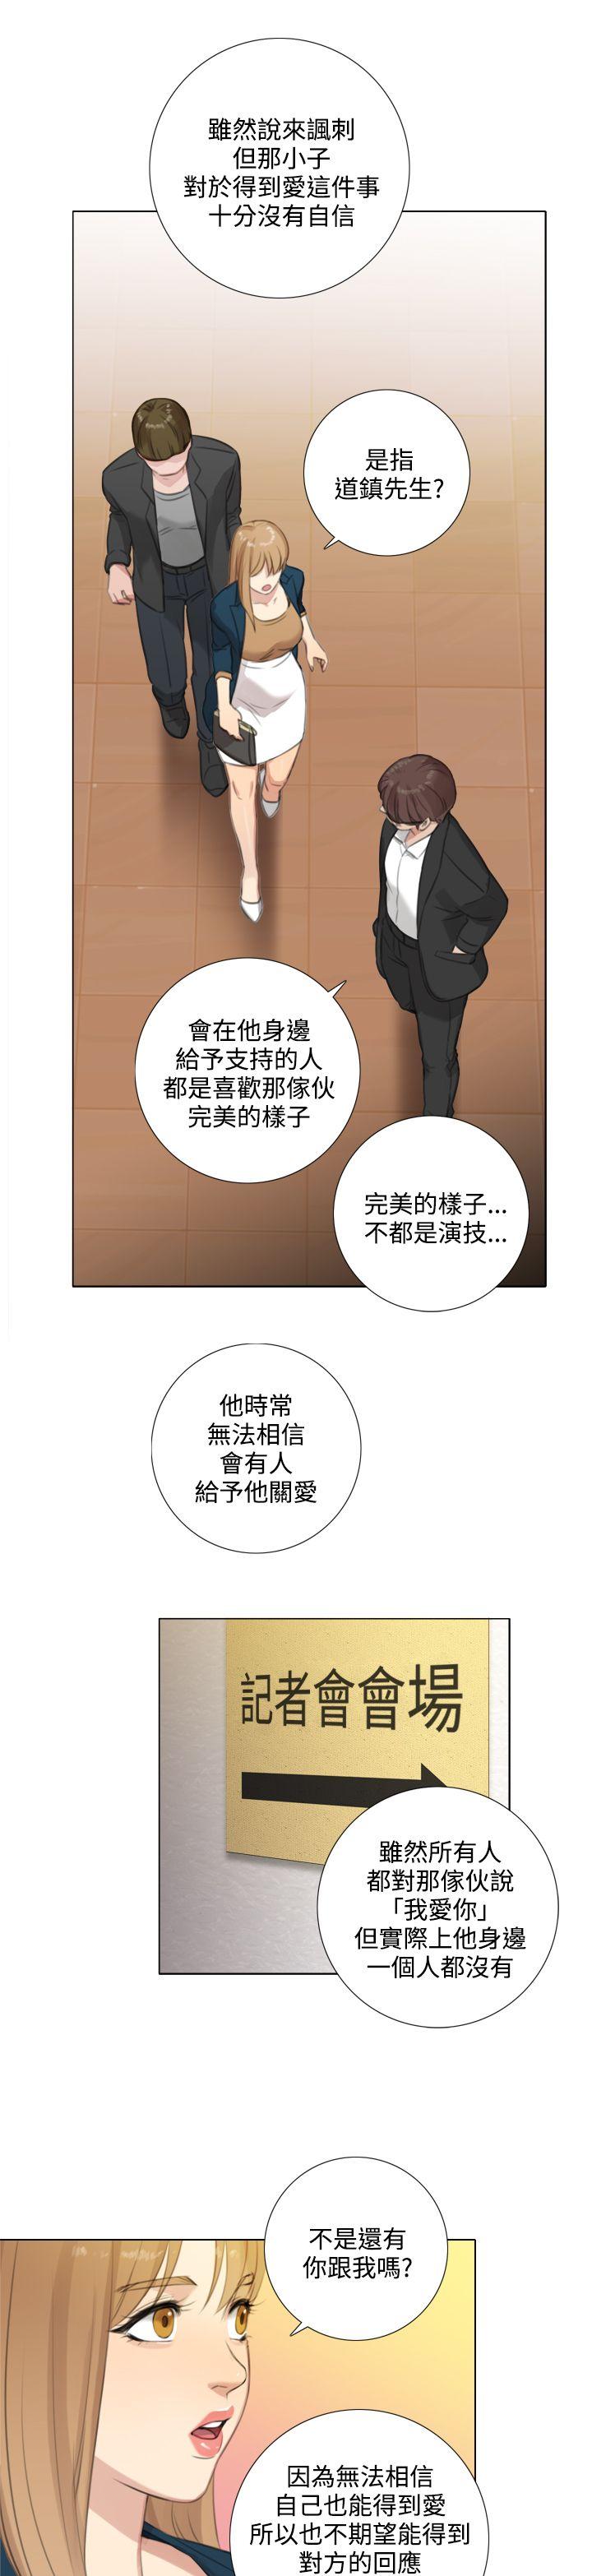 雖然說來諷刺
但那小子
對於得到愛這件事
十分沒有自信
是指
道鎮先生?
會在他身邊
給予支持的人
都是喜歡那傢伙
完美的樣子
完美的樣子...
不都是演技...
他時常
無法相信
會有人
給予他關愛
記者會會場
雖然所有人
都對那傢伙說
「我愛你」
但實際上他身邊
一個人都沒有
不是還有
你跟我嗎?
因為無法相信
自己也能得到愛
所以也不期望能得到
對方的回應